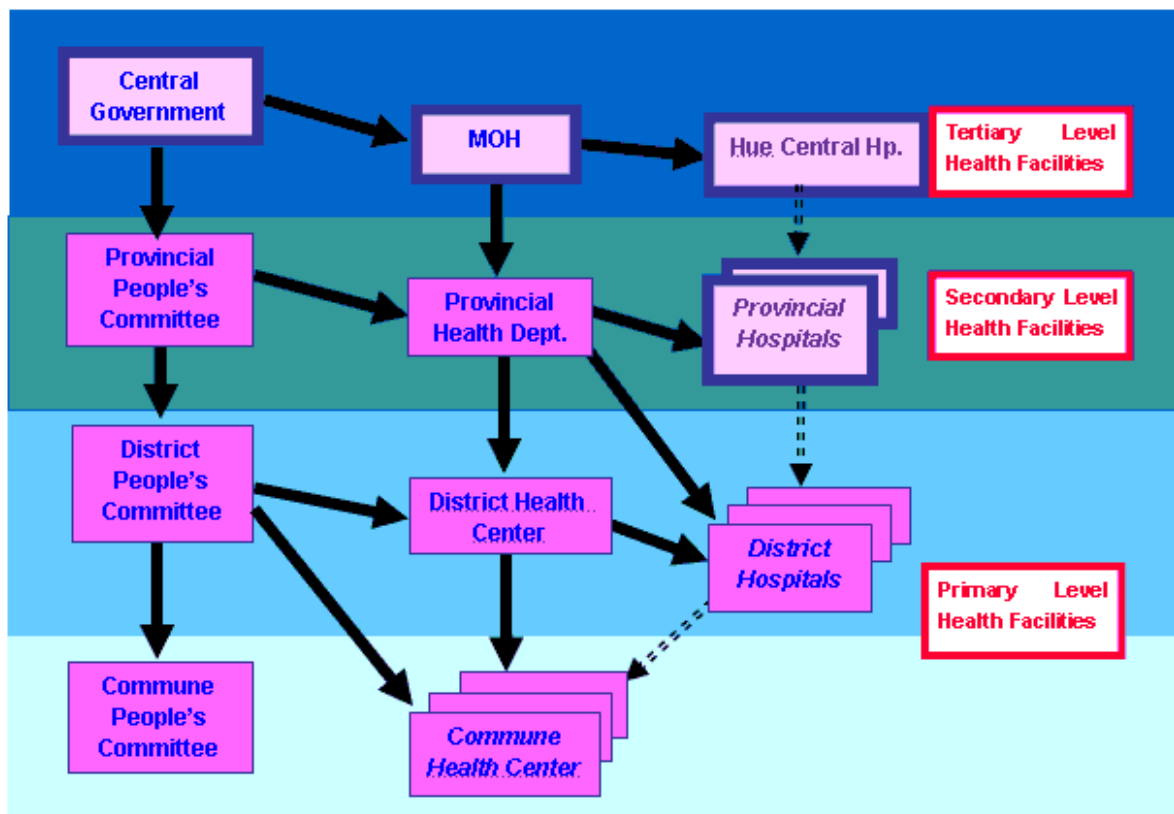 Central
Government
MOH
Hue Central Hp.
Tertiary Level
Health Facilities
Provincial
People's
Committee
Provincial
Health Dept.
Provincial
Hospitals
Secondary Level
Health Facilities
District
People's
Committee
District Health
Center
District
Hospitals
Primary Level
Health Facilities
Commune
People's
Committee
Commune
Health Center